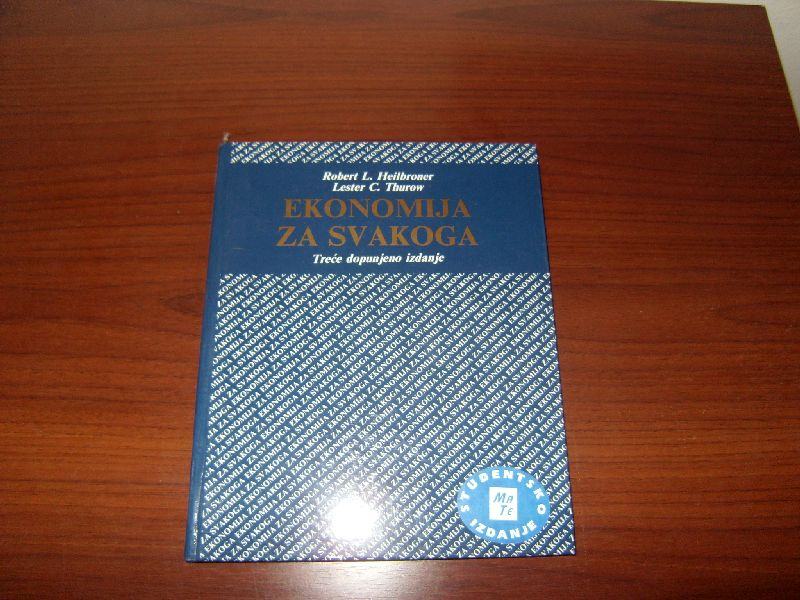 Robert L. Heilbroner
Lester C. Thurow
EKONOMIJA
ZA SVAKOGA
Treće dopunjeno izdanje
STUDENTSKO
MATE
IZDANJE